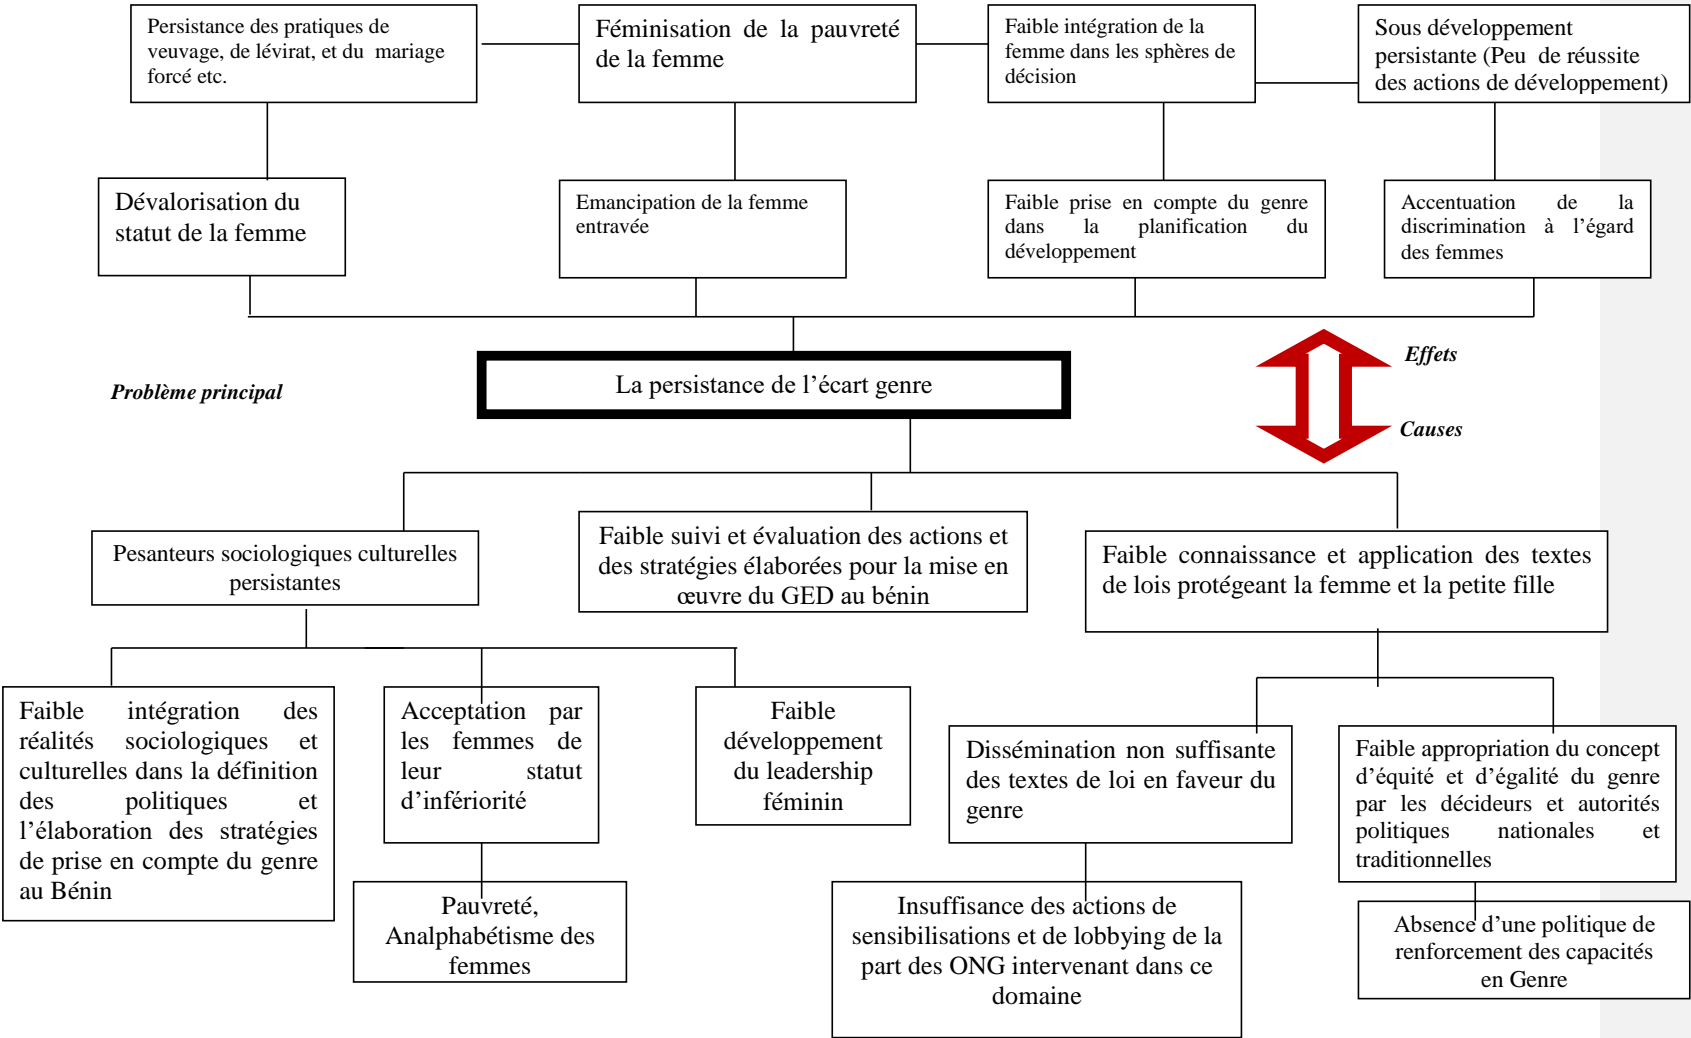 Persistance des pratiques de
veuvage, de lévirat, et du mariage
forcé etc.
Féminisation de la pauvreté
de la femme
Faible intégration de la
femme dans les sphères de
décision
Sous développement
persistante (Peu de réussite
des actions de développement)
Dévalorisation du
statut de la femme
Emancipation de la femme
entravée
Faible prise en compte du genre
dans la planification du
développement
Accentuation de la
discrimination à l’égard
des femmes
Effets
Problème principal
La persistance de l’écart genre
Causes
Pesanteurs sociologiques culturelles
persistantes
Faible suivi et évaluation des actions et
des stratégies élaborées pour la mise en
œuvre du GED au bénin
Faible connaissance et application des textes
de lois protégeant la femme et la petite fille
Faible intégration des
réalités sociologiques et
culturelles dans la définition
des politiques et
l’élaboration des stratégies
de prise en compte du genre
au Bénin
Acceptation par
les femmes de
leur statut
d’infériorité
Faible
développement
du leadership
féminin
Dissémination non suffisante
des textes de loi en faveur du
genre
Faible appropriation du concept
d’équité et d’égalité du genre
par les décideurs et autorités
politiques nationales et
traditionnelles
Pauvreté,
Analphabétisme des
femmes
Insuffisance des actions de
sensibilisations et de lobbying de la
part des ONG intervenant dans ce
domaine
Absence d’une politique de
renforcement des capacités
en Genre